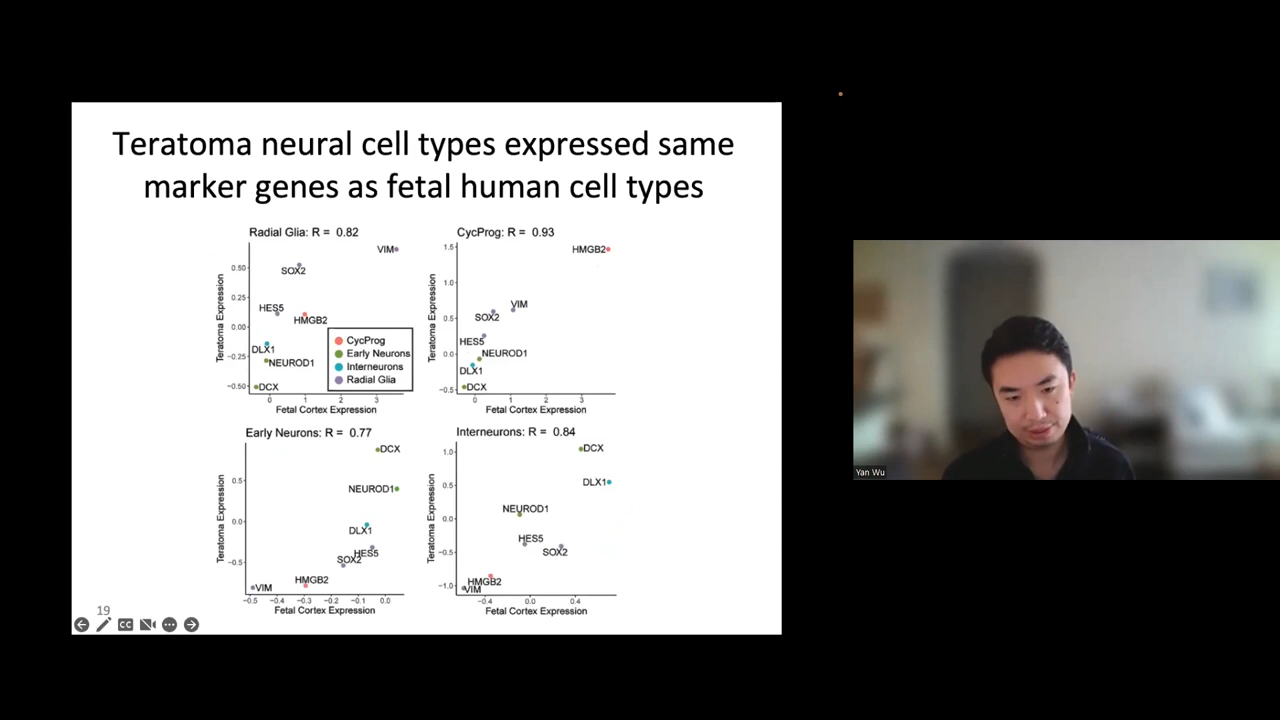 Teratoma neural cell types expressed same
marker genes as fetal human cell types
Radial Glia: R = 0.82
Teratoma Expression
0.50
0.25
0.00
−0.25
−0.50
VIM
SOX2
HES5
HMGB2
DLX1
NEUROD1
DCX
0 1 2 3
Fetal Cortex Expression
CycProg
Early Neurons
Interneurons
Radial Glia
CycProg: R = 0.93
Teratoma Expression
1.5
1.0
0.5
0.0
−0.5
HMGB2
VIM
SOX2
HES5
NEUROD1
DLX1
DCX
0 1 2 3
Fetal Cortex Expression
Early Neurons: R = 0.77
Teratoma Expression
0.5
0.0
−0.5
DCX
NEUROD1
DLX1
HES5
SOX2
HMGB2
VIM
−0.5 −0.4 −0.3 −0.2 −0.1 0.0
Fetal Cortex Expression
Interneurons: R = 0.84
Teratoma Expression
1.0
0.5
0.0
−0.5
−1.0
DCX
DLX1
NEUROD1
HES5
SOX2
HMGB2
VIM
−0.4 0.0 0.4
Fetal Cortex Expression
19
CC
Yan Wu